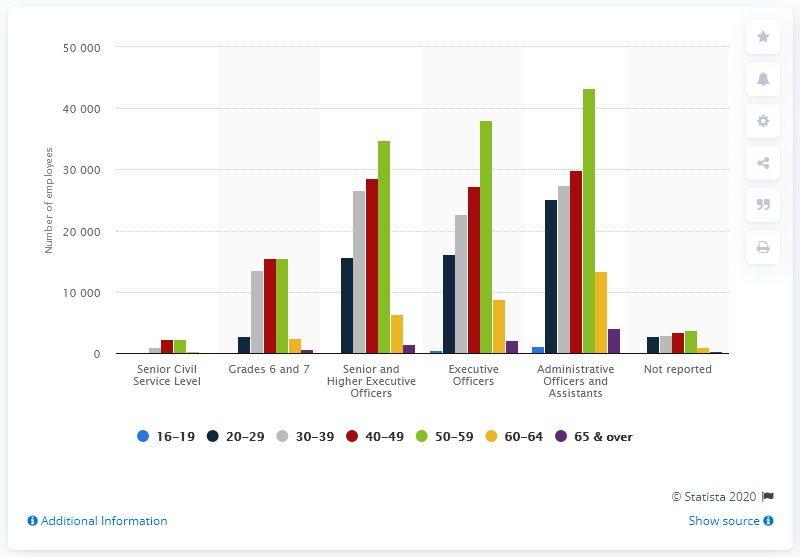 50 000
40 000
30 000
20 000
10 000
0
Number of employees
Senior Civil
Service Level
Grades 6 and 7
Senior and
Higher Executive
Officers
Executive
Officers
Administrative
Officers and
Assistants
Not reported
16–19 20–29 30–39 40–49 50–59 60–64 65 & over
© Statista 2020
Additional Information
Show source